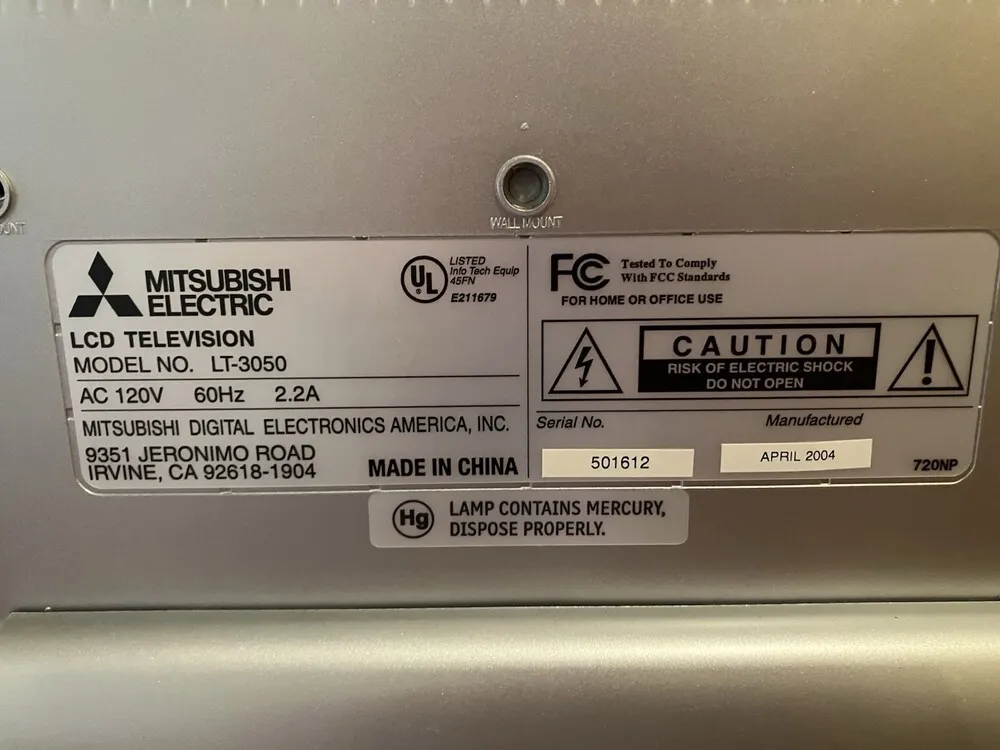 WALL MOUNT
UNT
MITSUBISHI
ELECTRIC
UL
LISTED
Info Tech Equip
45FN
E211679
LCD TELEVISION
MODEL NO. LT-3050
AC 120V 60Hz 2.2A
MITSUBISHI DIGITAL ELECTRONICS AMERICA, INC.
9351 JERONIMO ROAD
IRVINE, CA 92618-1904
MADE IN CHINA
FC
Tested To Comply
With FCC Standards
FOR HOME OR OFFICE USE
CAUTION
RISK OF ELECTRIC SHOCK
DO NOT OPEN
Serial No. Manufactured
501612 APRIL 2004
720NP
Hg
LAMP CONTAINS MERCURY,
DISPOSE PROPERLY.